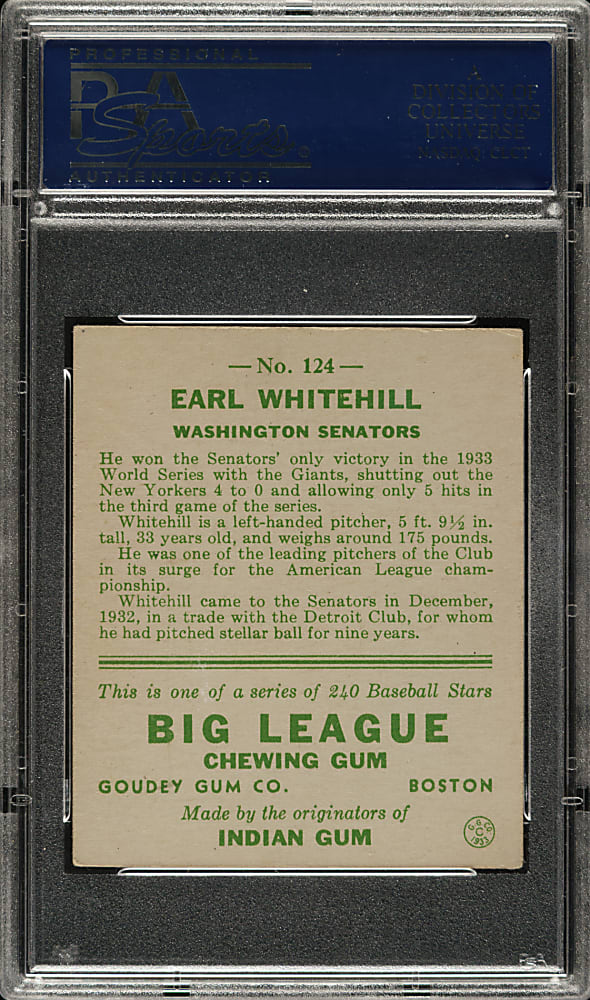 PROFESSIONAL
PSA
Sports
AUTHENTICATOR
A
DIVISION OF
COLLECTORS
UNIVERSE
NASDAQ: CLCT
— No. 124 —
EARL WHITEHILL
WASHINGTON SENATORS
He won the Senators' only victory in the 1933
World Series with the Giants, shutting out the
New Yorkers 4 to 0 and allowing only 5 hits in
the third game of the series.
Whitehill is a left-handed pitcher, 5 ft. 9½ in.
tall, 33 years old, and weighs around 175 pounds.
He was one of the leading pitchers of the Club
in its surge for the American League cham-
pionship.
Whitehill came to the Senators in December,
1932, in a trade with the Detroit Club, for whom
he had pitched stellar ball for nine years.
This is one of a series of 240 Baseball Stars
BIG LEAGUE
CHEWING GUM
GOUDEY GUM CO. BOSTON
Made by the originators of
INDIAN GUM
G. G. CO.
C
1933
PSA